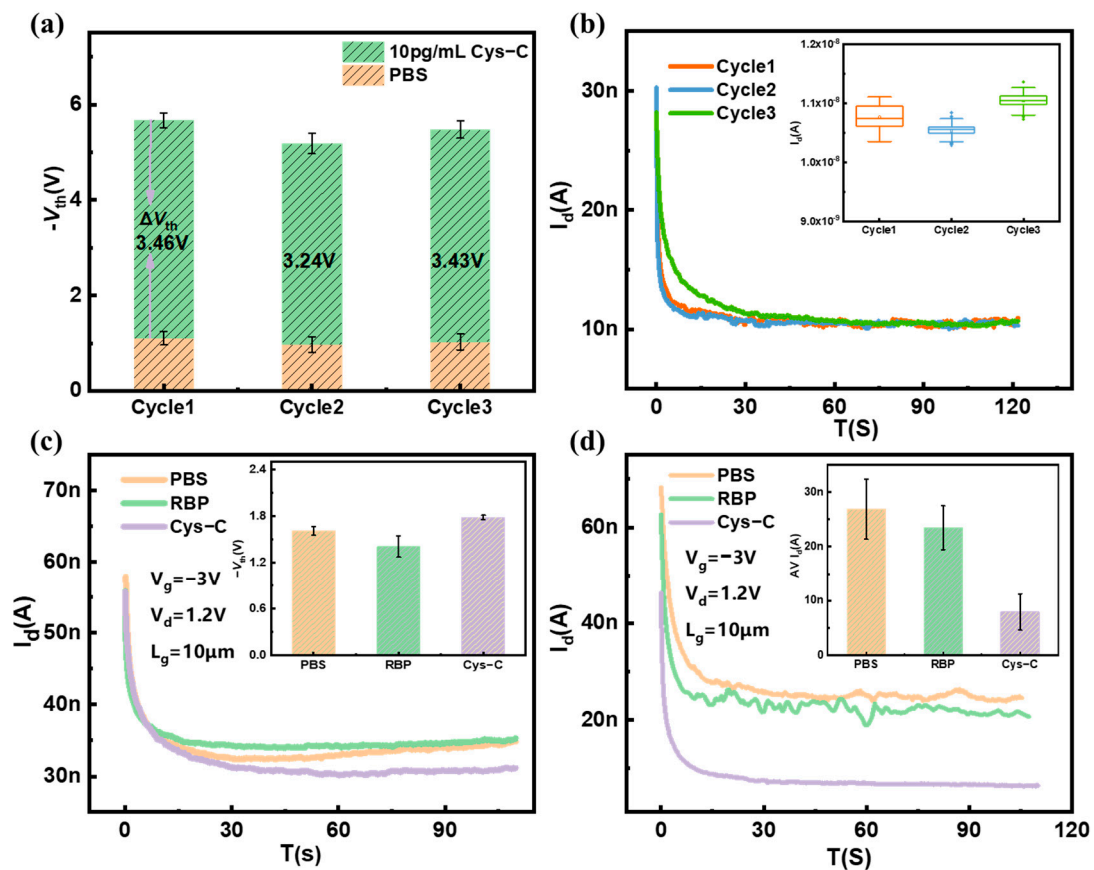 (a)
10pg/mL Cys−C
PBS
-Vth(V)
6
4
2
0
ΔVth
3.46V
3.24V
3.43V
Cycle1 Cycle2 Cycle3
(b)
Cycle1
Cycle2
Cycle3
Id(A)
30n
20n
10n
0 30 60 90 120
T(S)
Id(A)
1.2x10-8
1.1x10-8
1.0x10-8
9.0x10-9
Cycle1 Cycle2 Cycle3
(c)
PBS
RBP
Cys−C
Vg=−3V
Vd=1.2V
Lg=10μm
Id(A)
70n
60n
50n
40n
30n
0 30 60 90
T(s)
-Vth(V)
2.4
1.8
1.2
0.6
0.0
PBS RBP Cys−C
(d)
PBS
RBP
Cys−C
Vg=−3V
Vd=1.2V
Lg=10μm
Id(A)
60n
40n
20n
0 30 60 90 120
T(S)
AV Id(A)
30n
20n
10n
0
PBS RBP Cys−C